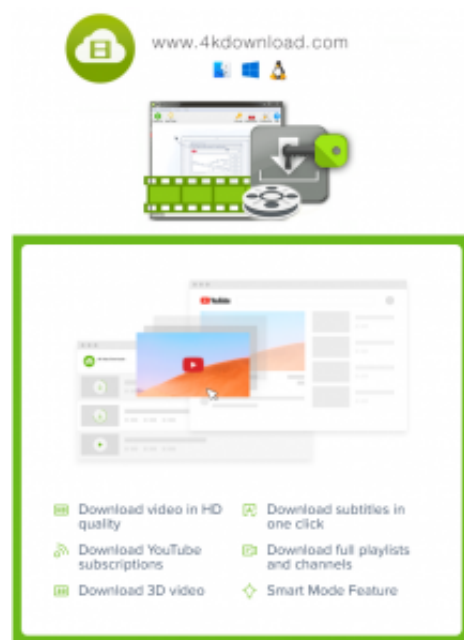 www.4kdownload.com
YouTube
Download video in HD
quality
Download YouTube
subscriptions
Download 3D video
Download subtitles in
one click
Download full playlists
and channels
Smart Mode Feature